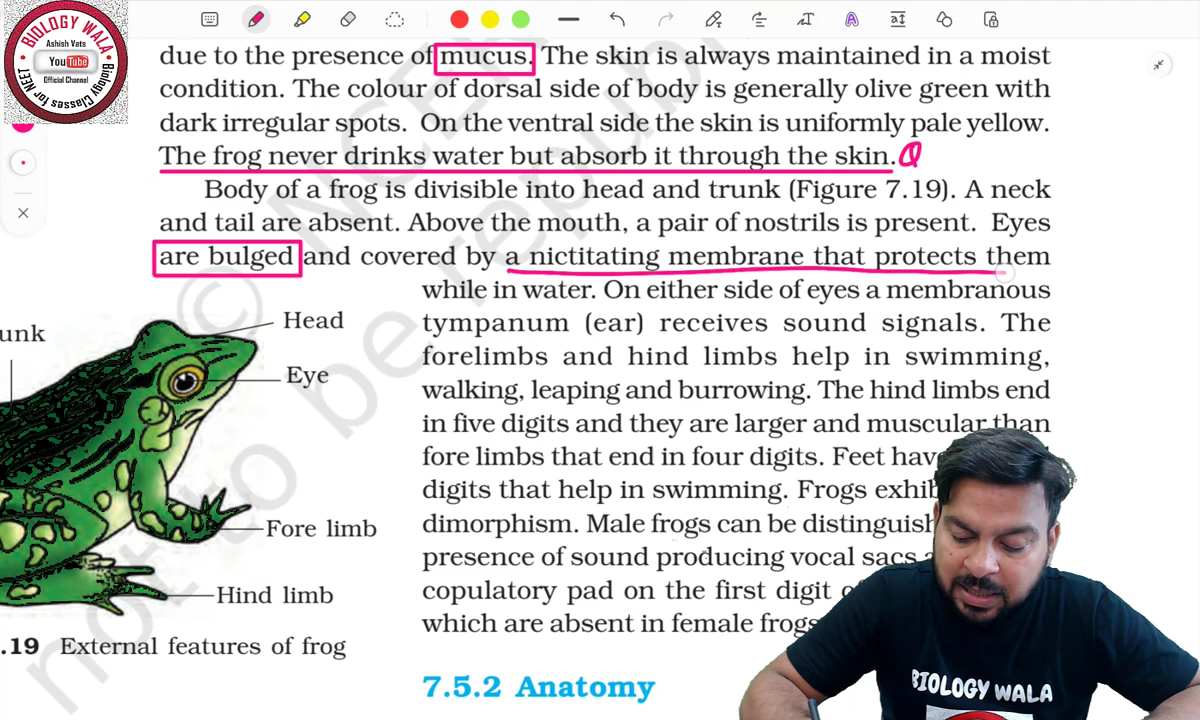 BIOLOGY WALA
Ashish Vats
YouTube
Official Channel
Biology Classes for NEET
due to the presence of mucus. The skin is always maintained in a moist
condition. The colour of dorsal side of body is generally olive green with
dark irregular spots. On the ventral side the skin is uniformly pale yellow.
The frog never drinks water but absorb it through the skin.
Body of a frog is divisible into head and trunk (Figure 7.19). A neck
and tail are absent. Above the mouth, a pair of nostrils is present. Eyes
are bulged and covered by a nictitating membrane that protects them
while in water. On either side of eyes a membranous
tympanum (ear) receives sound signals. The
forelimbs and hind limbs help in swimming,
walking, leaping and burrowing. The hind limbs end
in five digits and they are larger and muscular than
fore limbs that end in four digits. Feet have
digits that help in swimming. Frogs exhib
dimorphism. Male frogs can be distinguish
presence of sound producing vocal sacs
copulatory pad on the first digit
which are absent in female frogs
unk
Head
Eye
Fore limb
Hind limb
.19 External features of frog
7.5.2 Anatomy
not to be republi
© NCE
BIOLOGY WALA